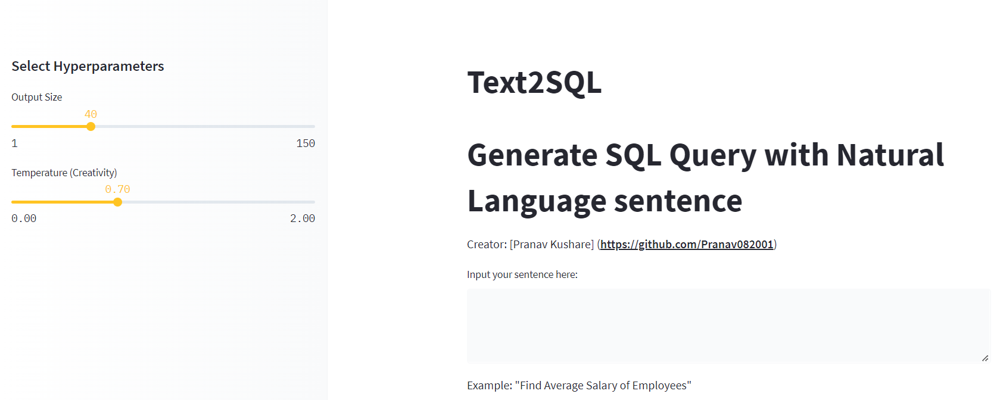 Select Hyperparameters
Output Size
40
1 150
Temperature (Creativity)
0.70
0.00 2.00
Text2SQL
Generate SQL Query with Natural
Language sentence
Creator: [Pranav Kushare] (https://github.com/Pranav082001)
Input your sentence here:
Example: "Find Average Salary of Employees"